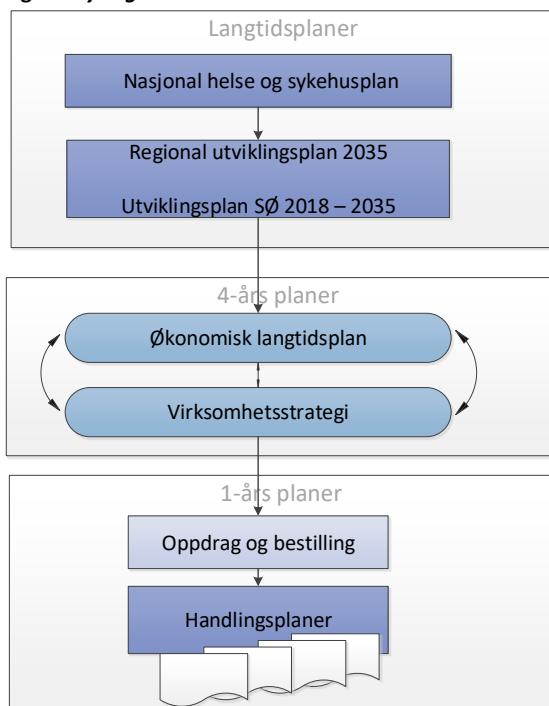 Langtidsplaner
Nasjonal helse og sykehusplan
Regional utviklingsplan 2035
Utviklingsplan SØ 2018 – 2035
4-års planer
Økonomisk langtidsplan
Virksomhetsstrategi
1-års planer
Oppdrag og bestilling
Handlingsplaner